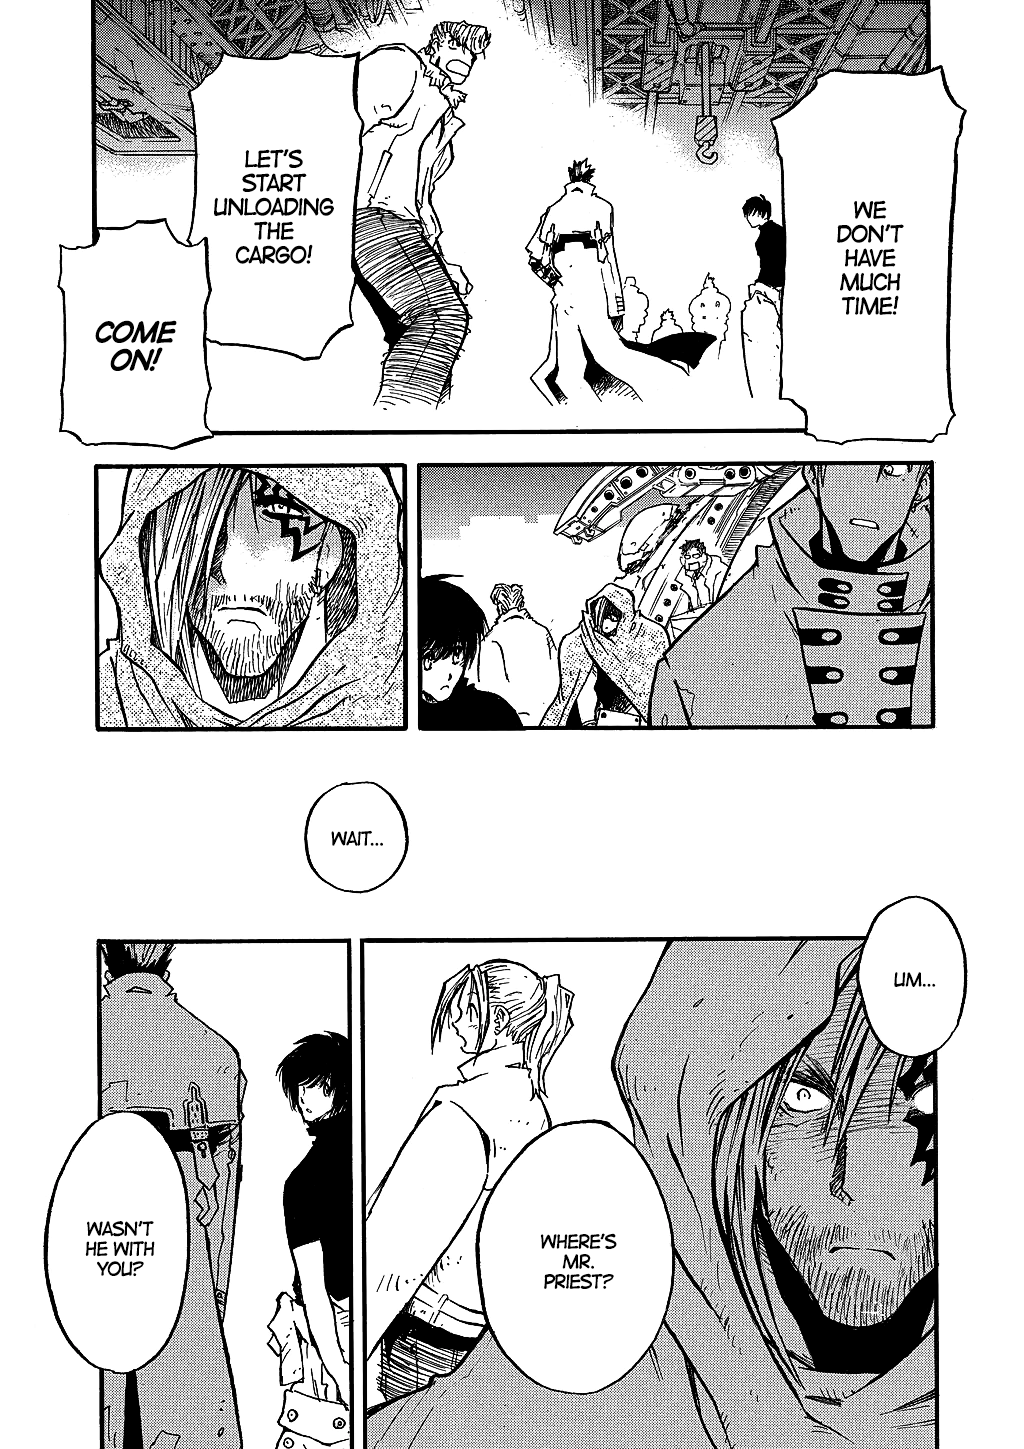 WE
DON'T
HAVE
MUCH
TIME!
LET'S
START
UNLOADING
THE
CARGO!
COME
ON!
WAIT...
UM...
WHERE'S
MR.
PRIEST?
WASN'T
HE WITH
YOU?